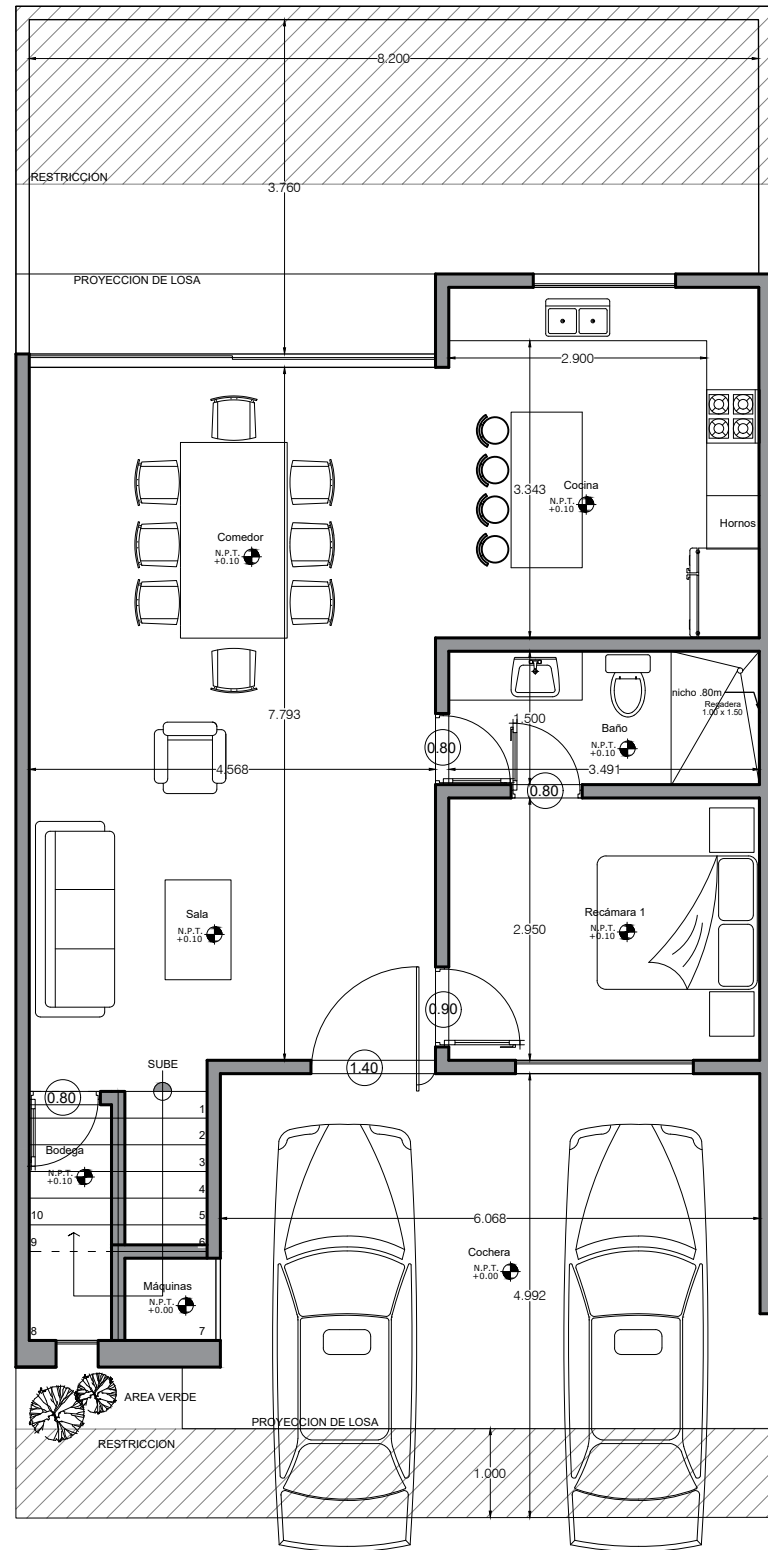 8.200
RESTRICCION
3.760
PROYECCION DE LOSA
2.900
3.343
Cocina
N.P.T.
+0.10
Hornos
Comedor
N.P.T.
+0.10
7.793
4.568
0.80
1.500
nicho .80m
Regadera
1.00 x 1.50
Baño
N.P.T.
+0.10
3.491
0.80
Sala
N.P.T.
+0.10
2.950
Recámara 1
N.P.T.
+0.10
0.90
1.40
SUBE
0.80
Bodega
N.P.T.
+0.10
1
2
3
4
5
6
10
9
8
7
Máquinas
N.P.T.
+0.00
6.068
Cochera
N.P.T.
+0.00
4.992
AREA VERDE
PROYECCION DE LOSA
RESTRICCION
1.000